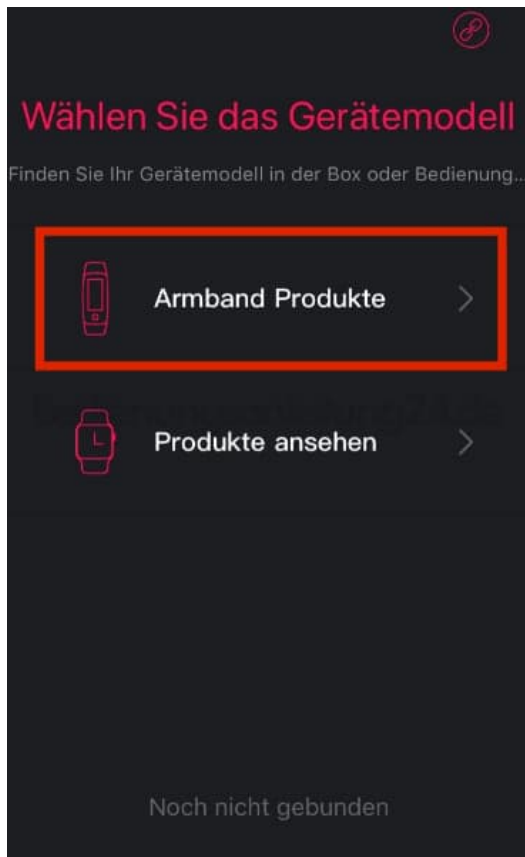 Wählen Sie das Gerätemodell
Finden Sie Ihr Gerätemodell in der Box oder Bedienung...
Armband Produkte
Produkte ansehen
Noch nicht gebunden